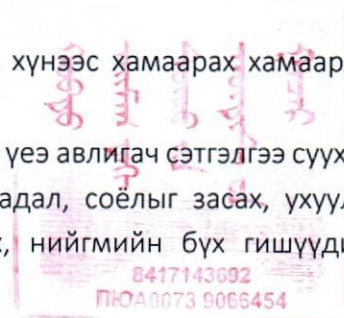 хүнээс хамаарах хамаар
үеэ авлигач сэтгэлгээ суух
адал, соёлыг засах, ухуул
х, нийгмийн бүх гишүүди
8417143692
ПЮА0073 9066454